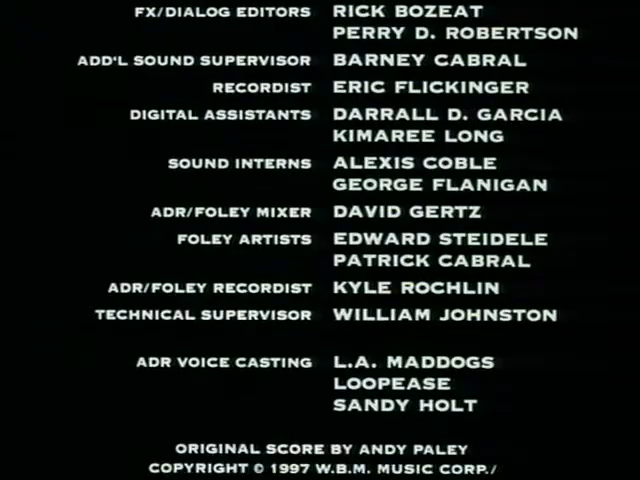 FX/DIALOG EDITORS RICK BOZEAT
PERRY D. ROBERTSON
ADD'L SOUND SUPERVISOR BARNEY CABRAL
RECORDIST ERIC FLICKINGER
DIGITAL ASSISTANTS DARRALL D. GARCIA
KIMAREE LONG
SOUND INTERNS ALEXIS COBLE
GEORGE FLANIGAN
ADR/FOLEY MIXER DAVID GERTZ
FOLEY ARTISTS EDWARD STEIDELE
PATRICK CABRAL
ADR/FOLEY RECORDIST KYLE ROCHLIN
TECHNICAL SUPERVISOR WILLIAM JOHNSTON
ADR VOICE CASTING L.A. MADDOGS
LOOPEASE
SANDY HOLT
ORIGINAL SCORE BY ANDY PALEY
COPYRIGHT © 1997 W.B.M. MUSIC CORP./